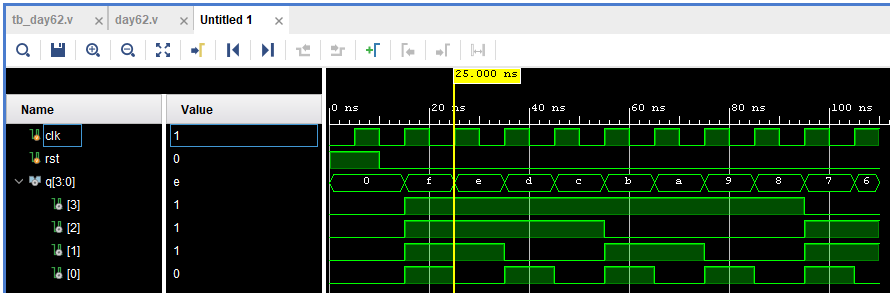 tb_day62.v × day62.v × Untitled 1 ×
25.000 ns
Name Value
0 ns 20 ns 40 ns 60 ns 80 ns 100 ns
clk 1
rst 0
q[3:0] e 0 f e d c b a 9 8 7 6
[3] 1
[2] 1
[1] 1
[0] 0